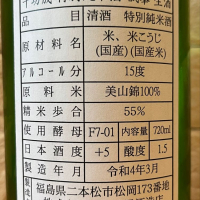 品目 清酒 特別純米酒
原材料名 米(国産)、米こうじ(国産米)
アルコール分 15度
原料米 美山錦100%
精米歩合 55%
使用酵母 F7-01 内容量 720ml
日本酒度 +5 酸度 1.5
製造年月 令和4年3月
福島県二本松市松岡173番地